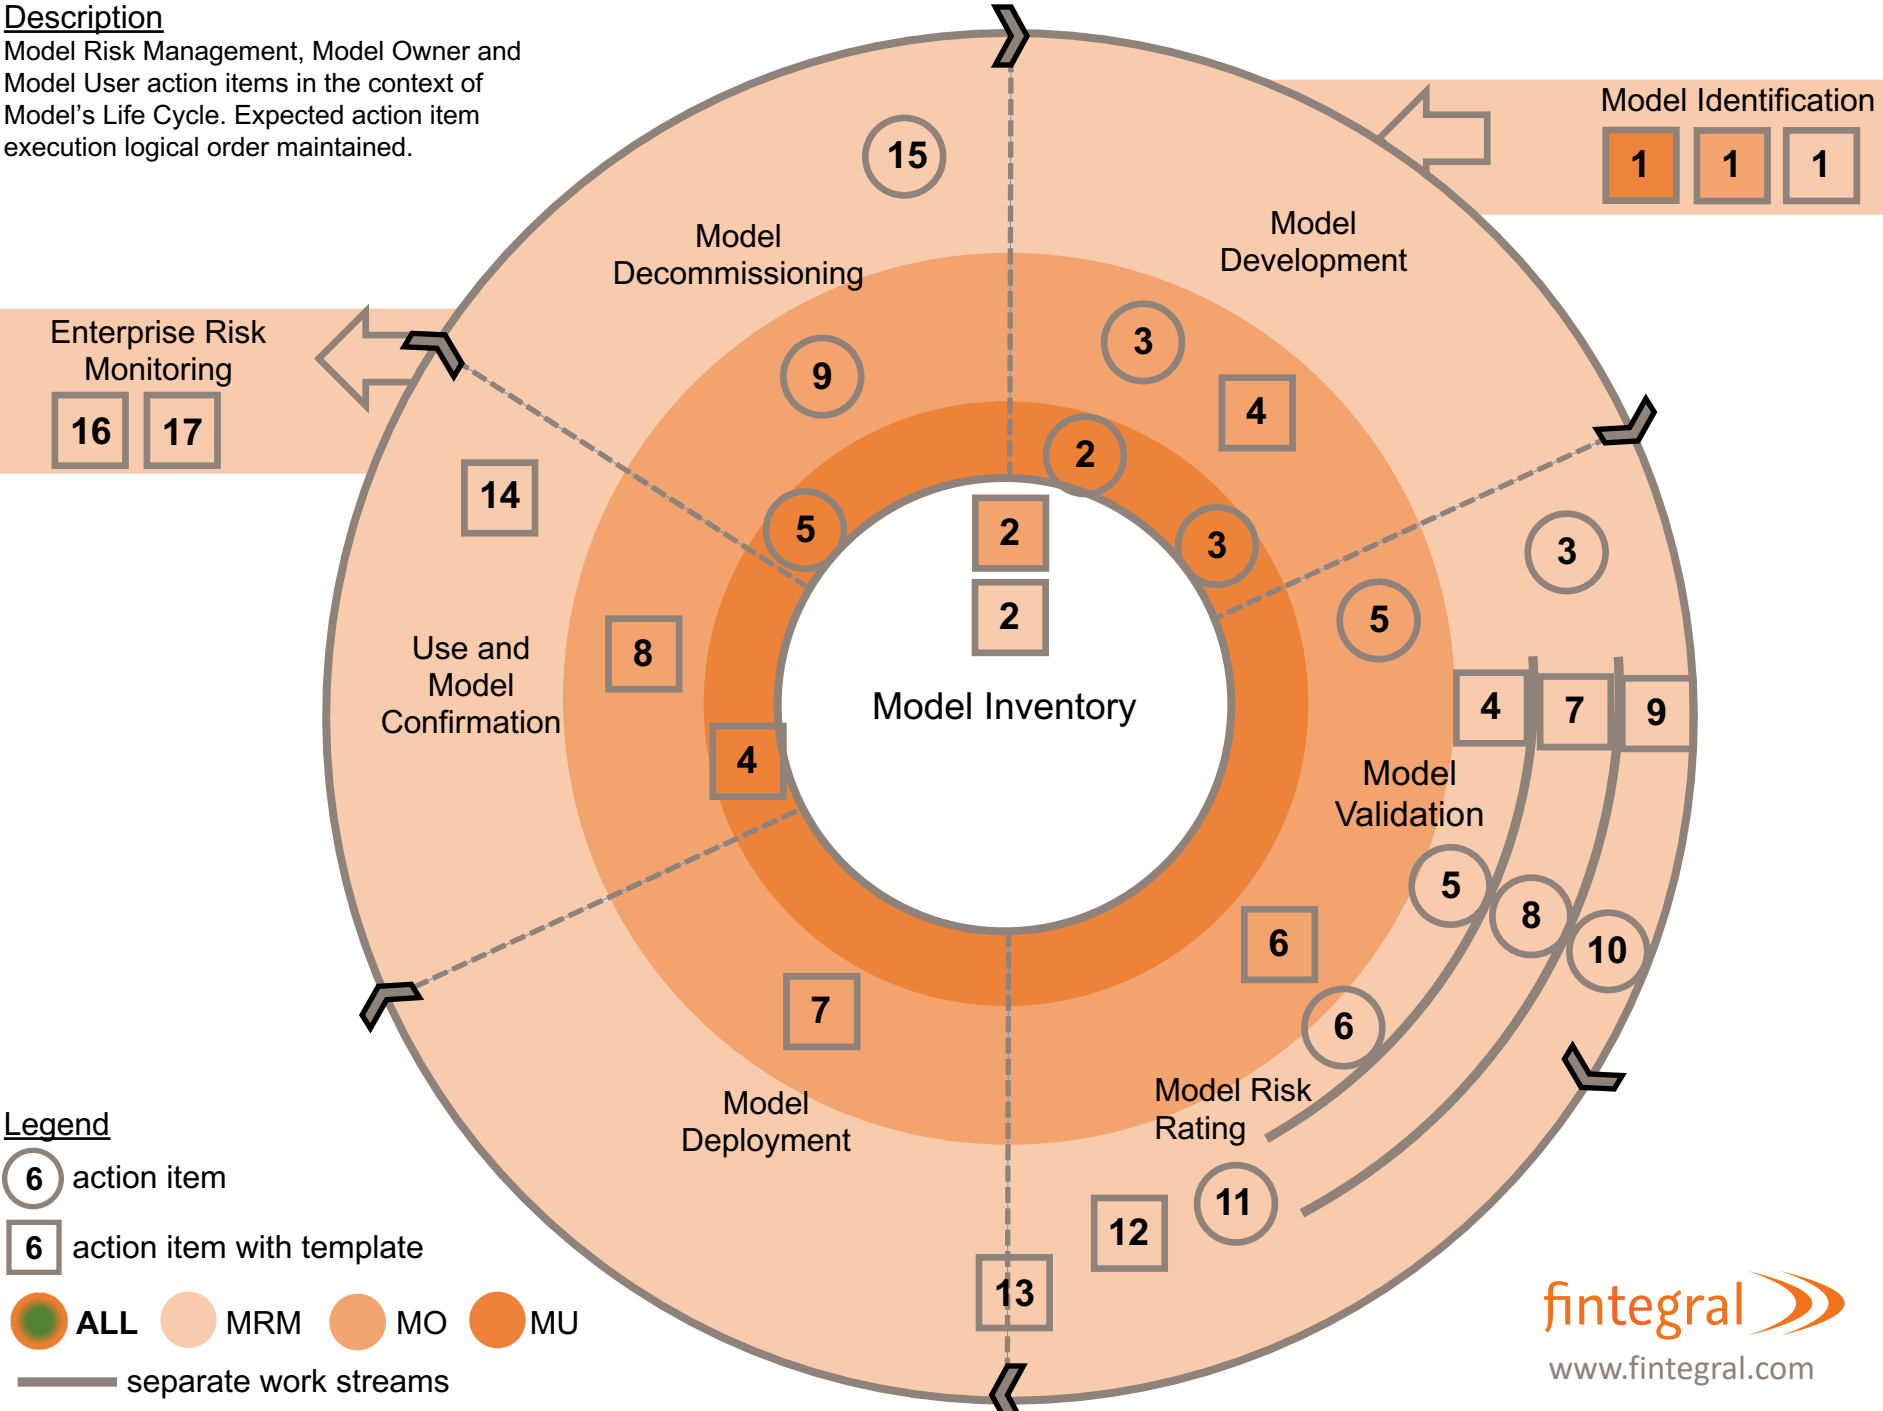 Description
Model Risk Management, Model Owner and
Model User action items in the context of
Model's Life Cycle. Expected action item
execution logical order maintained.
Model Identification
1 1 1
15
Model
Decommissioning
Model
Development
Enterprise Risk
Monitoring
16 17
14
9
3
4
2
3
5
2
2
3
5
Use and
Model
Confirmation
8
4
Model Inventory
4 7 9
Model
Validation
5
8
10
6
6
7
Model
Deployment
Model Risk
Rating
11
12
13
Legend
6 action item
6 action item with template
ALL MRM MO MU
separate work streams
fintegral
www.fintegral.com